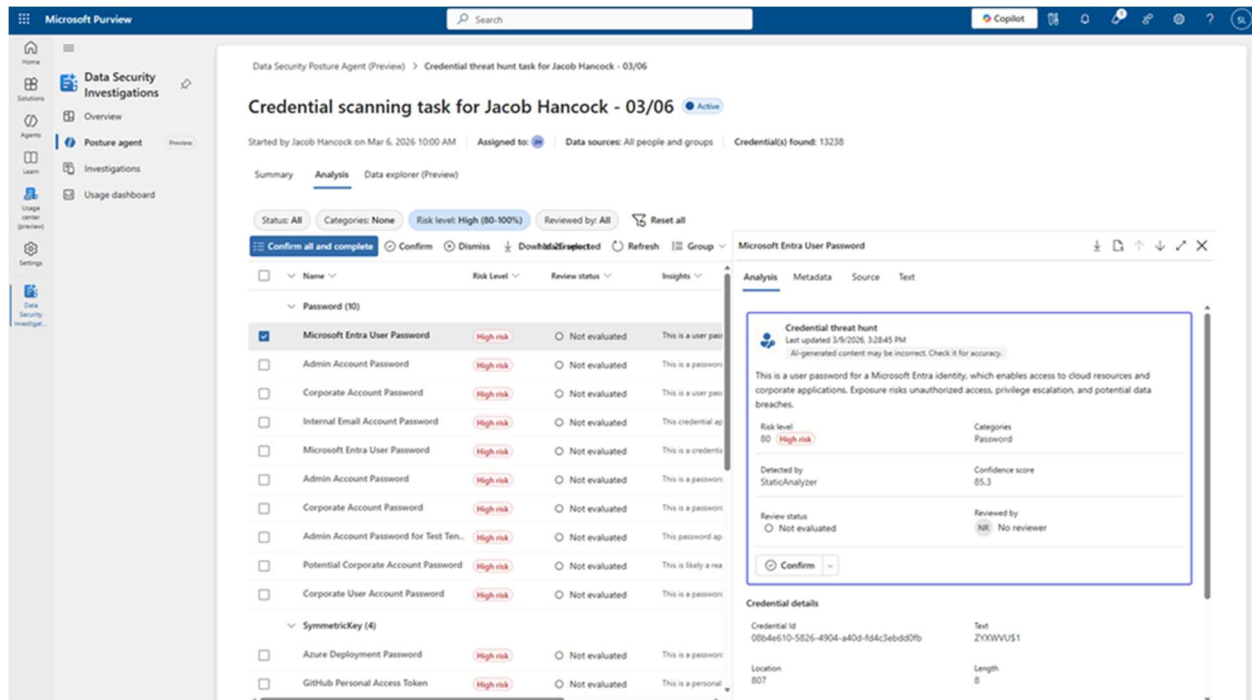 Microsoft Purview
Search
Copilot
1
?
SL
Home
Solutions
Agents
Learn
Usage center (preview)
Settings
Data Security Investigat...
Data Security Investigations
Overview
Posture agent Preview
Investigations
Usage dashboard
Data Security Posture Agent (Preview) > Credential threat hunt task for Jacob Hancock - 03/06
Credential scanning task for Jacob Hancock - 03/06 Active
Started by Jacob Hancock on Mar 6, 2026 10:00 AM Assigned to: Data sources: All people and groups Credential(s) found: 13238
Summary Analysis Data explorer (Preview)
Status: All Categories: None Risk level: High (80-100%) Reviewed by: All Reset all
Confirm all and complete Confirm Dismiss selected Refresh Group
Name Risk Level Review status Insights
Password (10)
Microsoft Entra User Password High risk Not evaluated This is a user pass
Admin Account Password High risk Not evaluated This is a password
Corporate Account Password High risk Not evaluated This is a user pass
Internal Email Account Password High risk Not evaluated This credential ap
Microsoft Entra User Password High risk Not evaluated This is a credentia
Admin Account Password High risk Not evaluated This is a password
Corporate Account Password High risk Not evaluated This is a password
Admin Account Password for Test Ten... High risk Not evaluated This password ap
Potential Corporate Account Password High risk Not evaluated This is likely a rea
Corporate User Account Password High risk Not evaluated This is a password
SymmetricKey (4)
Azure Deployment Password High risk Not evaluated This is a password
GitHub Personal Access Token High risk Not evaluated This is a personal
Microsoft Entra User Password
Analysis Metadata Source Text
Credential threat hunt
Last updated 3/9/2026, 3:28:45 PM
AI-generated content may be incorrect. Check it for accuracy.
This is a user password for a Microsoft Entra identity, which enables access to cloud resources and
corporate applications. Exposure risks unauthorized access, privilege escalation, and potential data
breaches.
Risk level Categories
80 High risk Password
Detected by Confidence score
StaticAnalyzer 85.3
Review status Reviewed by
Not evaluated NR No reviewer
Confirm
Credential details
Credential Id Text
08b4e610-5826-4904-a40d-fd4c3ebdd0fb ZYXWVU$1
Location Length
807 8